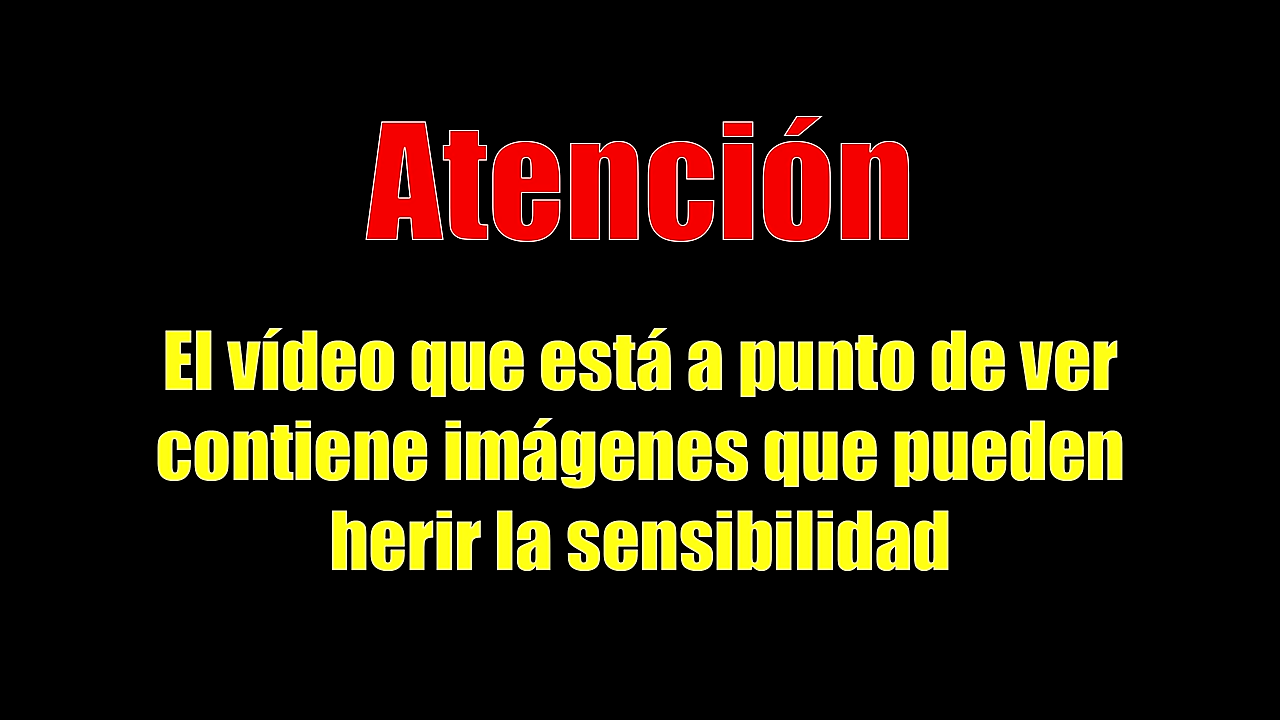 Atención
El vídeo que está a punto de ver
contiene imágenes que pueden
herir la sensibilidad